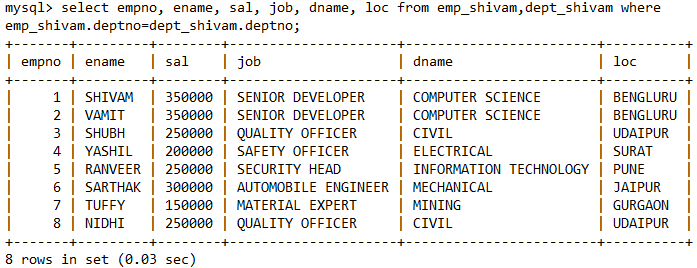 mysql> select empno, ename, sal, job, dname, loc from emp_shivam,dept_shivam where
emp_shivam.deptno=dept_shivam.deptno;
+-------+---------+--------+---------------------+------------------------+----------+
| empno | ename   | sal    | job                 | dname                  | loc      |
+-------+---------+--------+---------------------+------------------------+----------+
|     1 | SHIVAM  | 350000 | SENIOR DEVELOPER    | COMPUTER SCIENCE       | BENGLURU |
|     2 | VAMIT   | 350000 | SENIOR DEVELOPER    | COMPUTER SCIENCE       | BENGLURU |
|     3 | SHUBH   | 250000 | QUALITY OFFICER     | CIVIL                  | UDAIPUR  |
|     4 | YASHIL  | 200000 | SAFETY OFFICER      | ELECTRICAL             | SURAT    |
|     5 | RANVEER | 250000 | SECURITY HEAD       | INFORMATION TECHNOLOGY | PUNE     |
|     6 | SARTHAK | 300000 | AUTOMOBILE ENGINEER | MECHANICAL             | JAIPUR   |
|     7 | TUFFY   | 150000 | MATERIAL EXPERT     | MINING                 | GURGAON  |
|     8 | NIDHI   | 250000 | QUALITY OFFICER     | CIVIL                  | UDAIPUR  |
+-------+---------+--------+---------------------+------------------------+----------+
8 rows in set (0.03 sec)